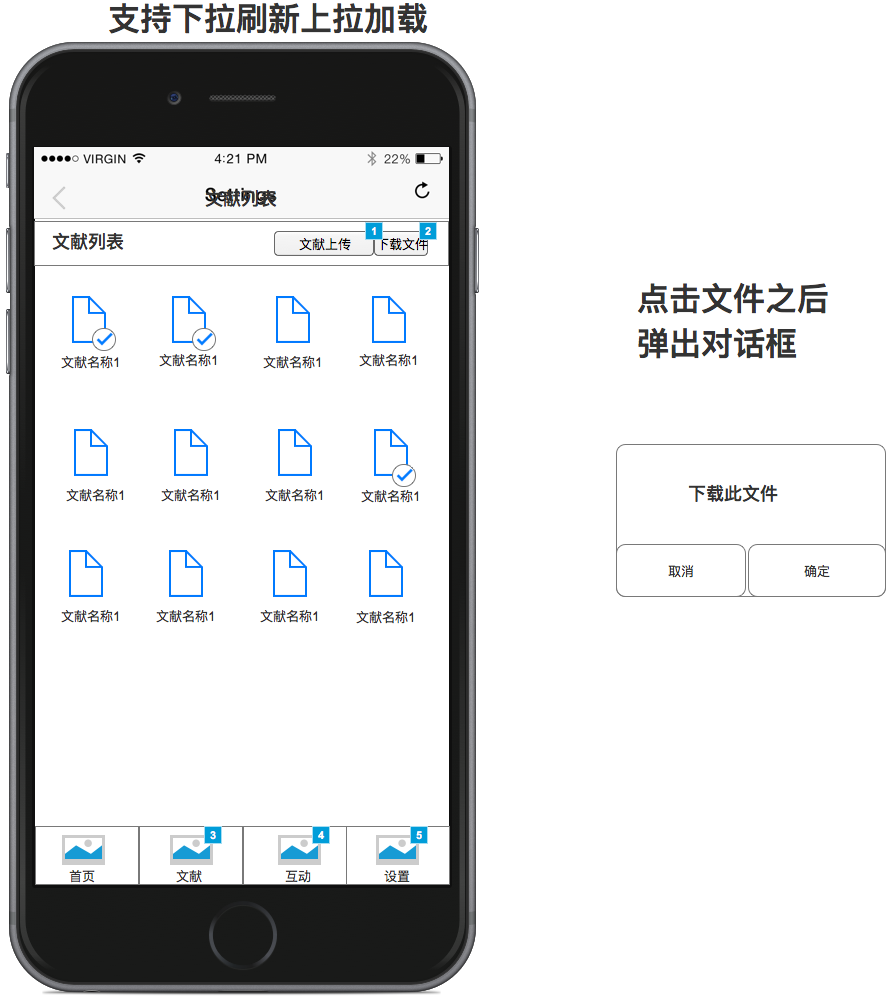 支持下拉刷新上拉加载
VIRGIN 4:21 PM 22%
Settings
文献列表
文献列表 文献上传 1 下载文件 2
文献名称1 文献名称1 文献名称1 文献名称1
文献名称1 文献名称1 文献名称1 文献名称1
文献名称1 文献名称1 文献名称1 文献名称1
3 4 5
首页 文献 互动 设置
点击文件之后
弹出对话框
下载此文件
取消 确定